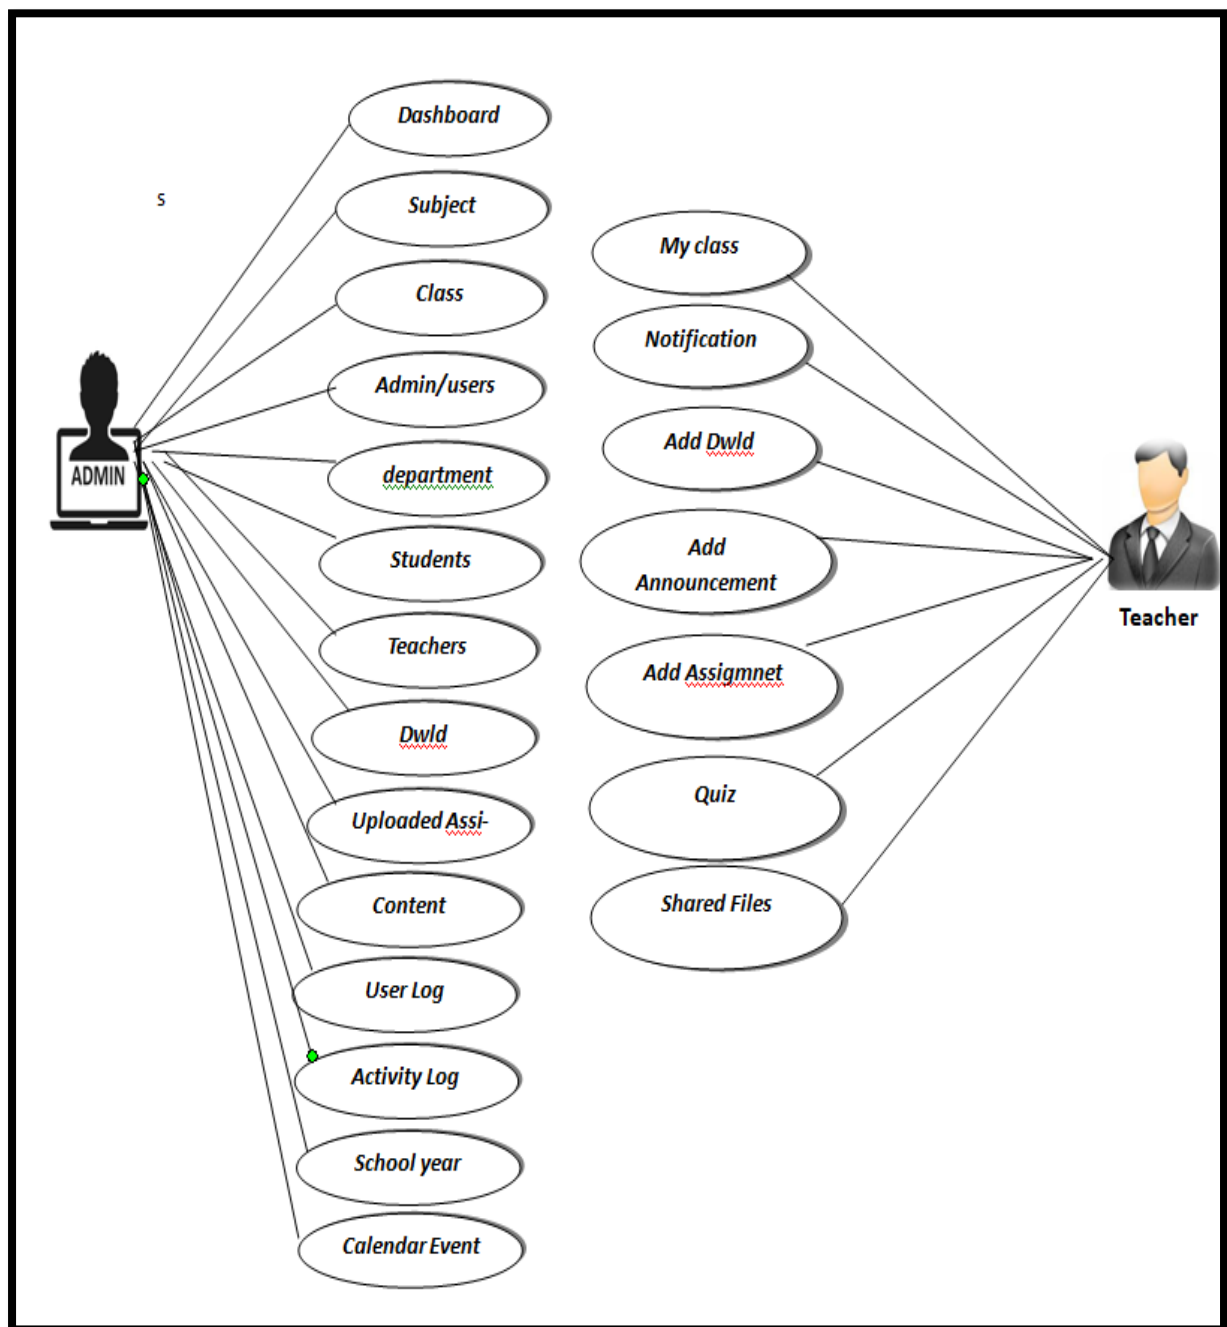 Dashboard
s
Subject
Class
Admin/users
ADMIN
department
Students
Teachers
Dwld
Uploaded Assi-
Content
User Log
Activity Log
School year
Calendar Event
My class
Notification
Add Dwld
Add
Announcement
Add Assigmnet
Quiz
Shared Files
Teacher